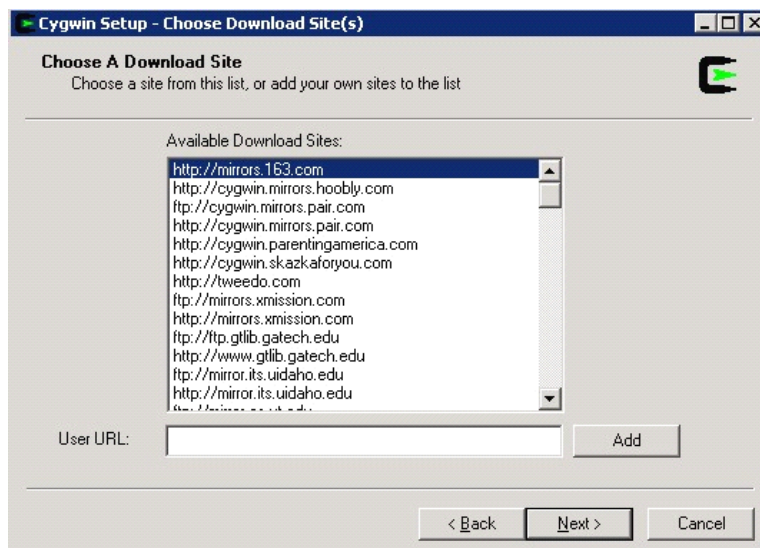 Cygwin Setup - Choose Download Site(s)
Choose A Download Site
Choose a site from this list, or add your own sites to the list
Available Download Sites:
http://mirrors.163.com
http://cygwin.mirrors.hoobly.com
ftp://cygwin.mirrors.pair.com
http://cygwin.mirrors.pair.com
http://cygwin.parentingamerica.com
http://cygwin.skazkaforyou.com
http://tweedo.com
ftp://mirrors.xmission.com
http://mirrors.xmission.com
ftp://ftp.gtlib.gatech.edu
http://www.gtlib.gatech.edu
ftp://mirror.its.uidaho.edu
http://mirror.its.uidaho.edu
User URL:
Add
< Back
Next >
Cancel